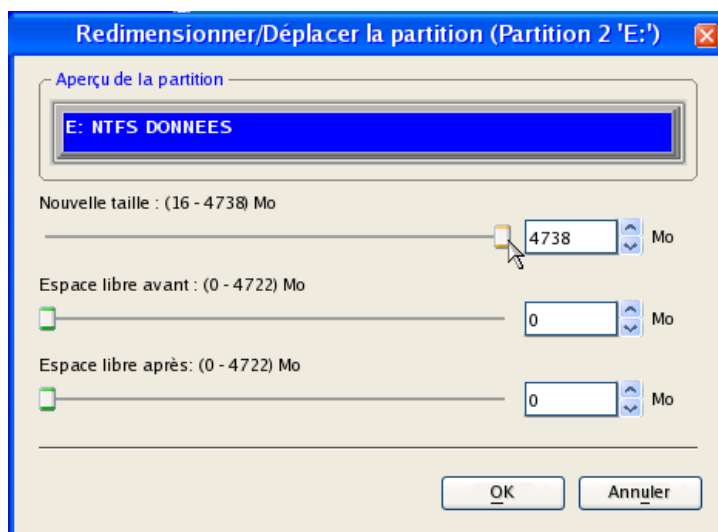 Redimensionner/Déplacer la partition (Partition 2 'E:')
Aperçu de la partition
E: NTFS DONNEES
Nouvelle taille : (16 - 4738) Mo
4738 Mo
Espace libre avant : (0 - 4722) Mo
0 Mo
Espace libre après: (0 - 4722) Mo
0 Mo
OK Annuler